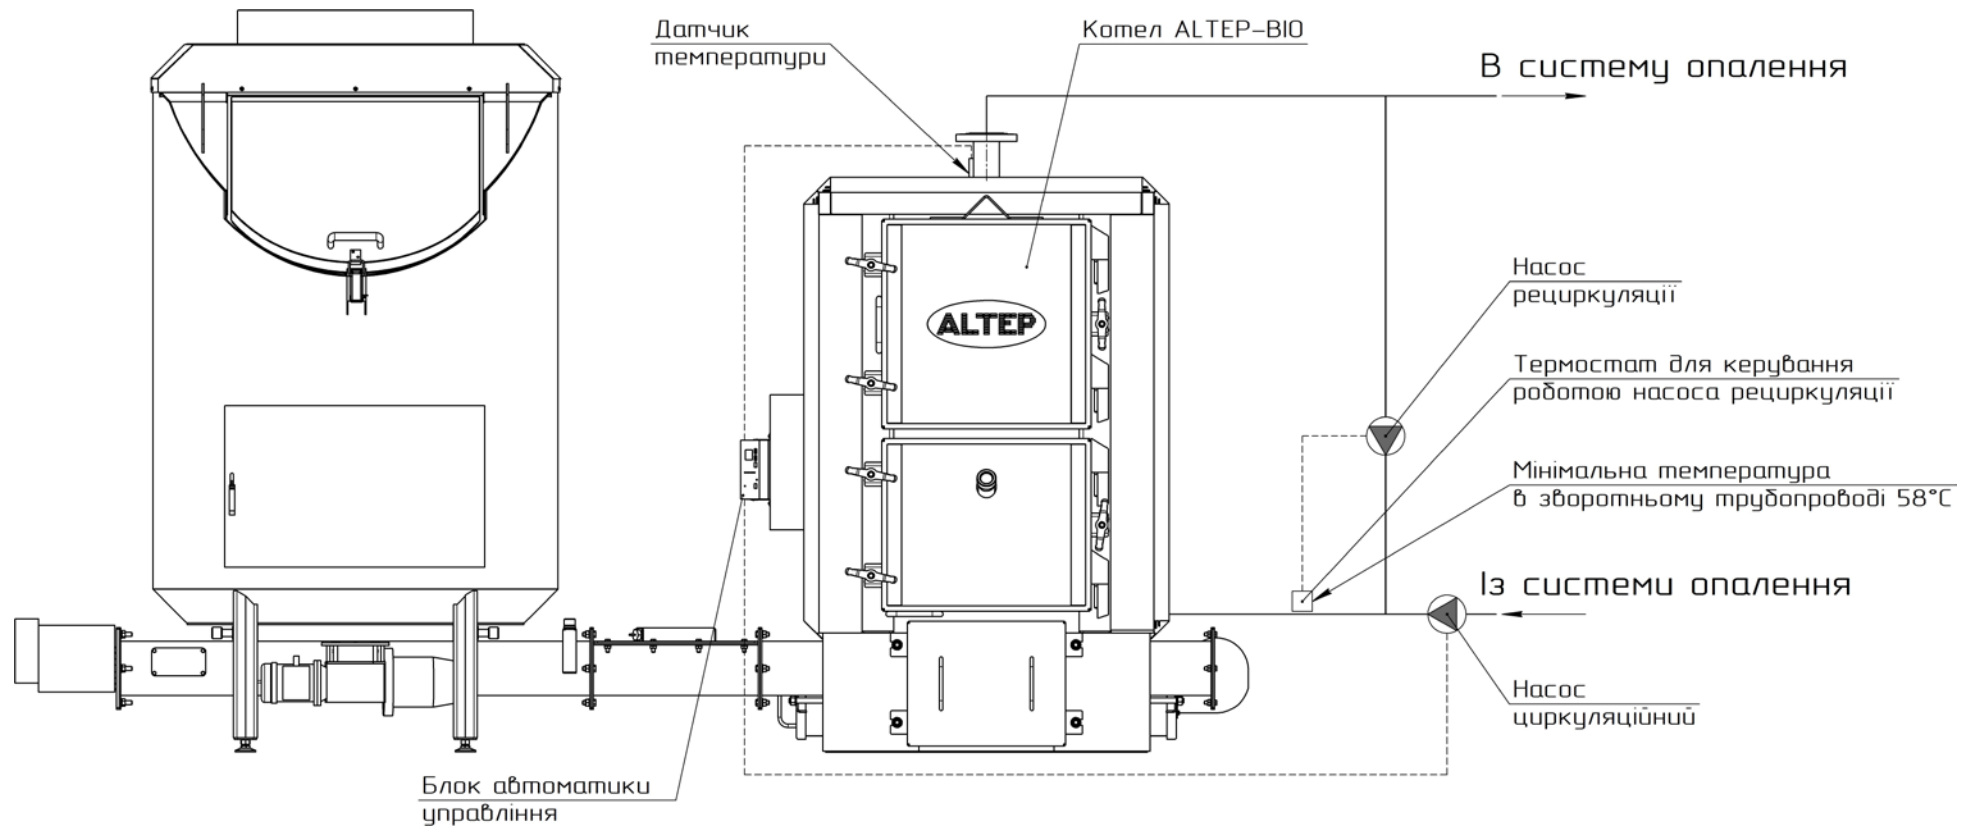 Датчик
температури
Котел ALTEP-BIO
В систему опалення
ALTEP
Насос
рециркуляції
Термостат для керування
роботою насоса рециркуляції
Мінімальна температура
в зворотньому трубопроводі 58°C
Із системи опалення
Насос
циркуляційний
Блок автоматики
управління